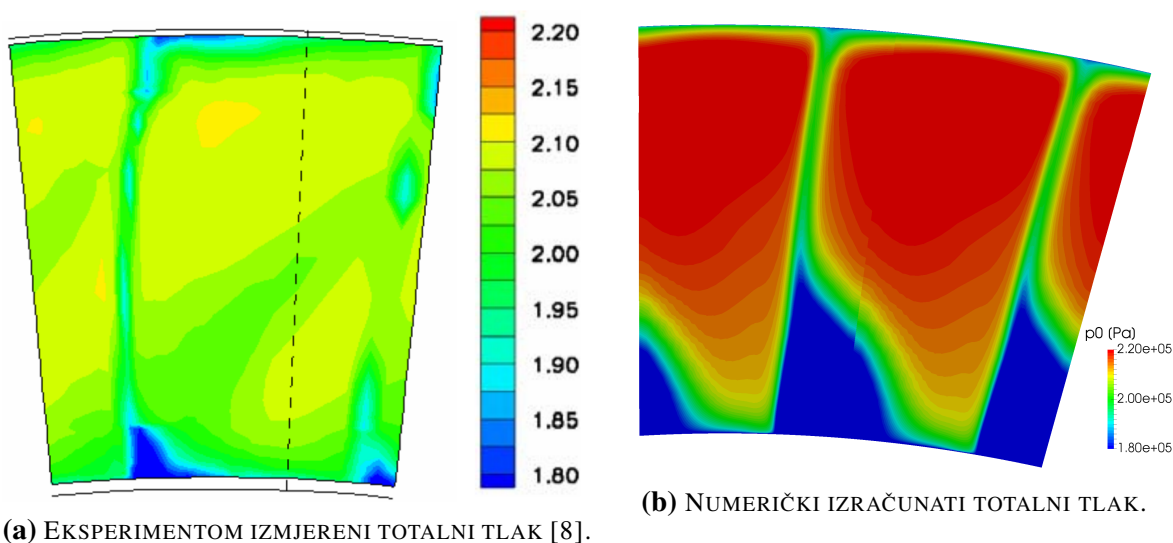 2.20
2.15
2.10
2.05
2.00
1.95
1.90
1.85
1.80
(a) EKSPERIMENTOM IZMJERENI TOTALNI TLAK [8].
p0 [Pa]
2.20e+05
2.00e+05
1.80e+05
(b) NUMERIČKI IZRAČUNATI TOTALNI TLAK.